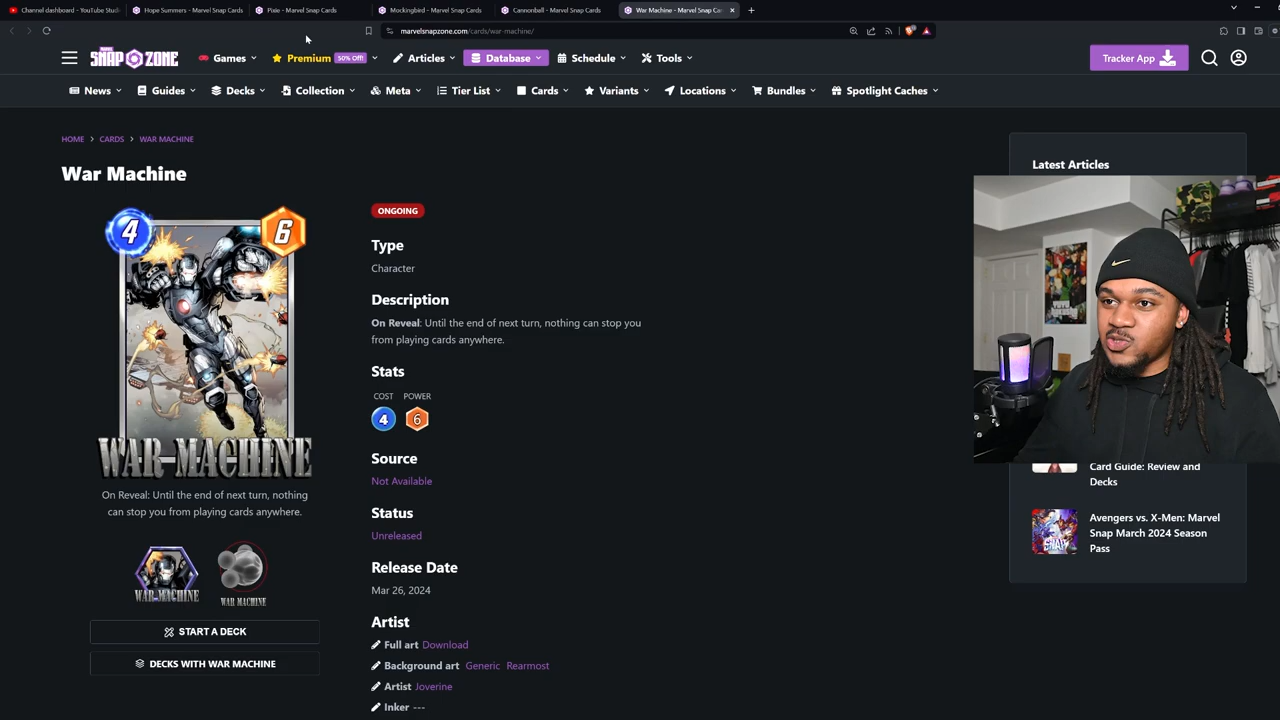 Channel dashboard - YouTube Stud
Hope Summers - Marvel Snap Cards
Pixie - Marvel Snap Cards
Mockingbird - Marvel Snap Cards
Cannonball - Marvel Snap Cards
War Machine - Marvel Snap Ca
marvelsnapzone.com/cards/war-machine/
SNAP ZONE
Games
Premium 50% Off!
Articles
Database
Schedule
Tools
Tracker App
News
Guides
Decks
Collection
Meta
Tier List
Cards
Variants
Locations
Bundles
Spotlight Caches
HOME > CARDS > WAR MACHINE
War Machine
4
6
WAR MACHINE
On Reveal: Until the end of next turn, nothing
can stop you from playing cards anywhere.
WAR MACHINE
WAR MACHINE
START A DECK
DECKS WITH WAR MACHINE
ONGOING
Type
Character
Description
On Reveal: Until the end of next turn, nothing can stop you
from playing cards anywhere.
Stats
COST POWER
4 6
Source
Not Available
Status
Unreleased
Release Date
Mar 26, 2024
Artist
Full art Download
Background art Generic Rearmost
Artist Joverine
Inker ---
Latest Articles
Card Guide: Review and
Decks
Avengers vs. X-Men: Marvel
Snap March 2024 Season
Pass